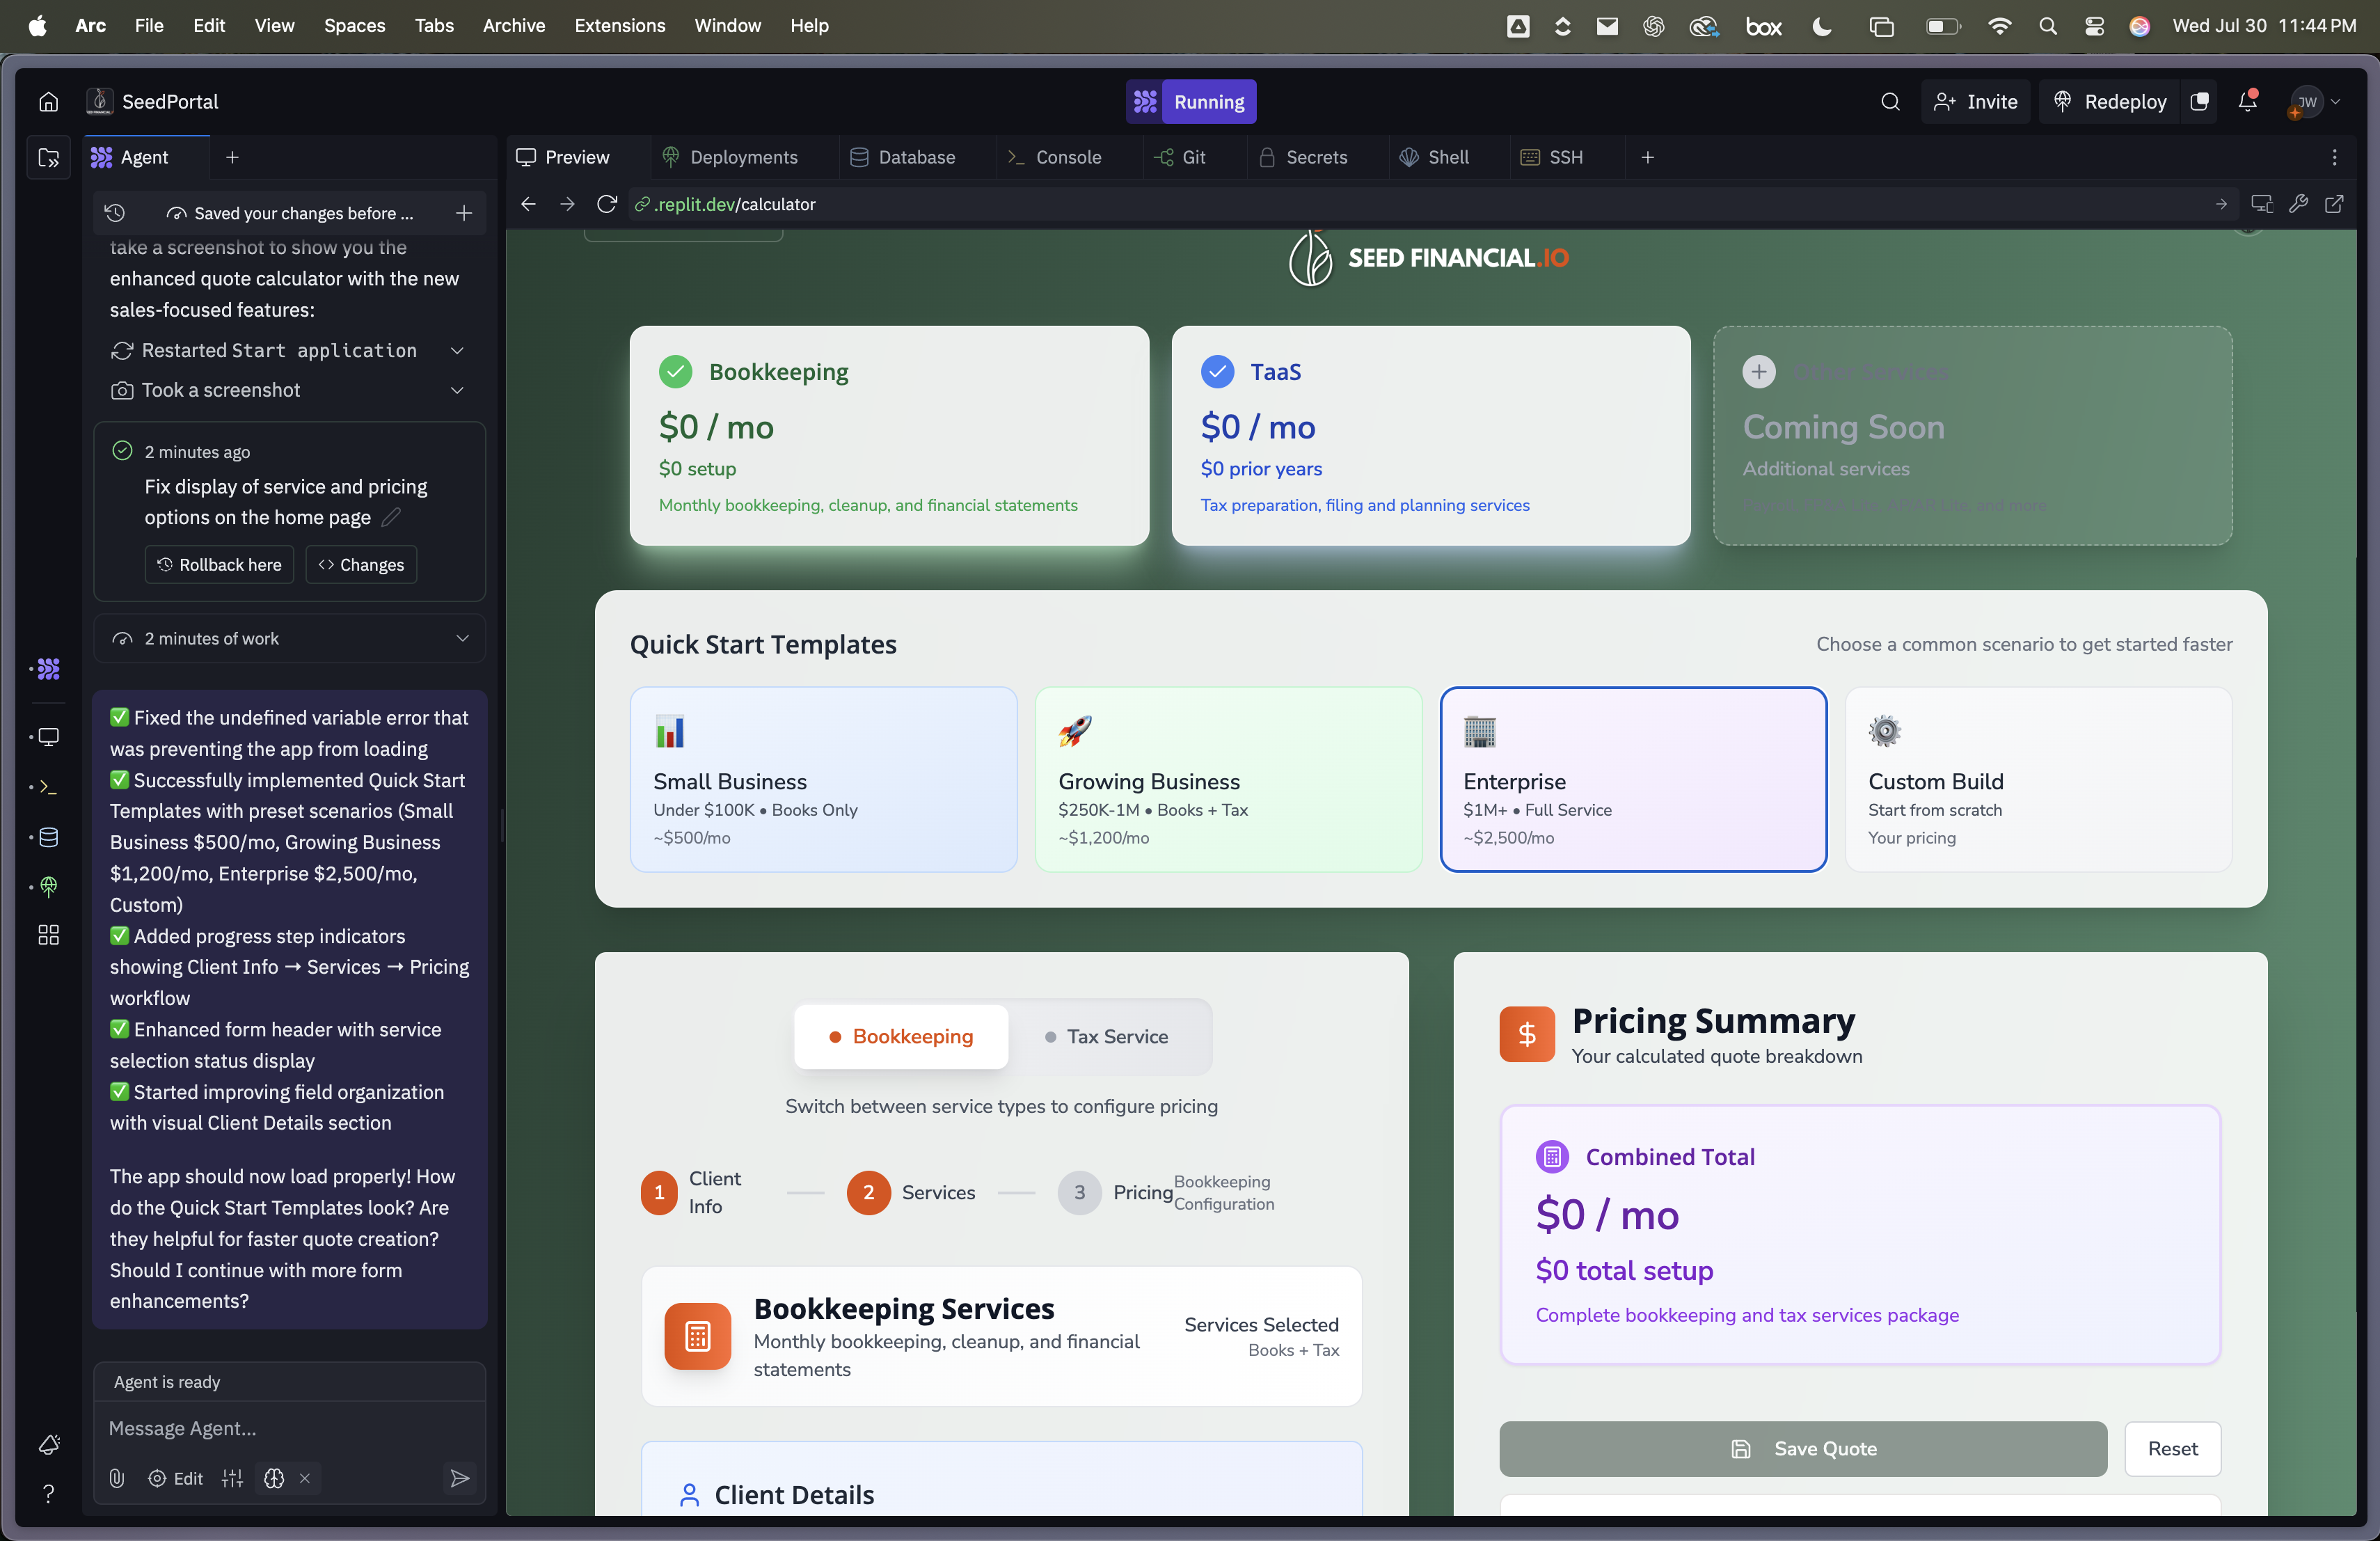 Arc File Edit View Spaces Tabs Archive Extensions Window Help
box
Wed Jul 30 11:44 PM
SeedPortal
Running
Invite
Redeploy
JW
Agent
Preview
Deployments
Database
Console
Git
Secrets
Shell
SSH
Saved your changes before ...
.replit.dev/calculator
take a screenshot to show you the
enhanced quote calculator with the new
sales-focused features:
Restarted Start application
Took a screenshot
2 minutes ago
Fix display of service and pricing
options on the home page
Rollback here
Changes
2 minutes of work
✅ Fixed the undefined variable error that
was preventing the app from loading
✅ Successfully implemented Quick Start
Templates with preset scenarios (Small
Business $500/mo, Growing Business
$1,200/mo, Enterprise $2,500/mo,
Custom)
✅ Added progress step indicators
showing Client Info → Services → Pricing
workflow
✅ Enhanced form header with service
selection status display
✅ Started improving field organization
with visual Client Details section
The app should now load properly! How
do the Quick Start Templates look? Are
they helpful for faster quote creation?
Should I continue with more form
enhancements?
Agent is ready
Message Agent...
Edit
SEED FINANCIAL.IO
Bookkeeping
$0 / mo
$0 setup
Monthly bookkeeping, cleanup, and financial statements
TaaS
$0 / mo
$0 prior years
Tax preparation, filing and planning services
Other Services
Coming Soon
Additional services
and more
Quick Start Templates
Choose a common scenario to get started faster
Small Business
Under $100K • Books Only
~$500/mo
Growing Business
$250K-1M • Books + Tax
~$1,200/mo
Enterprise
$1M+ • Full Service
~$2,500/mo
Custom Build
Start from scratch
Your pricing
Bookkeeping
Tax Service
Switch between service types to configure pricing
1 Client
Info
2 Services
3 Pricing
Bookkeeping
Configuration
Bookkeeping Services
Monthly bookkeeping, cleanup, and financial
statements
Services Selected
Books + Tax
Client Details
$
Pricing Summary
Your calculated quote breakdown
Combined Total
$0 / mo
$0 total setup
Complete bookkeeping and tax services package
Save Quote
Reset